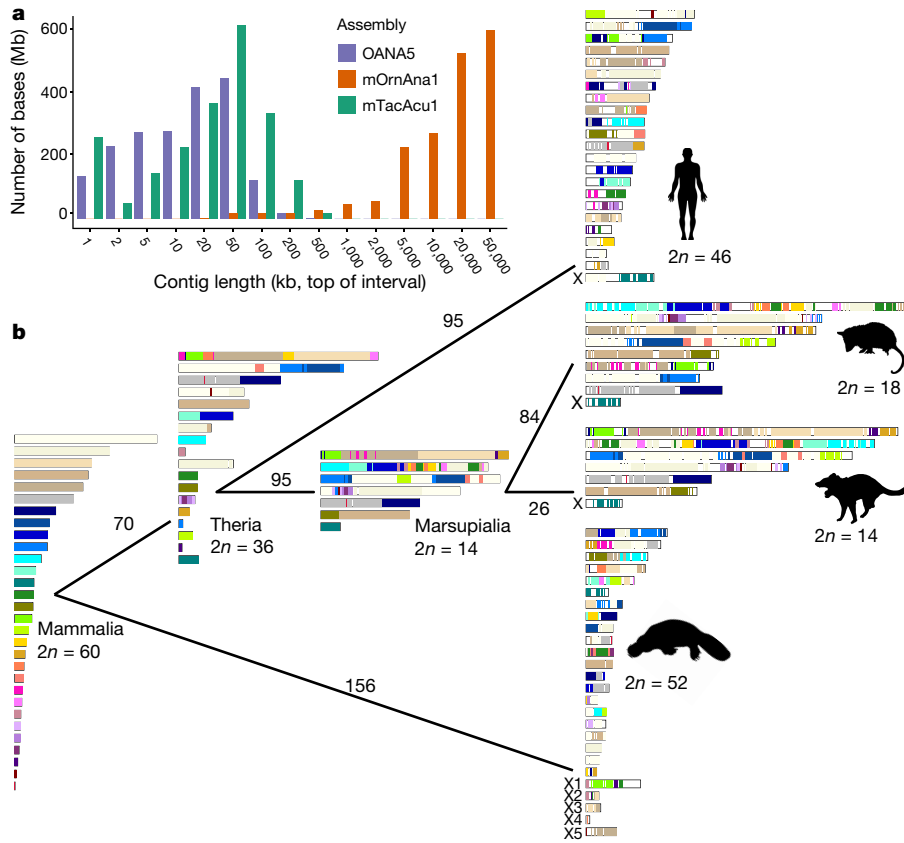 a
Number of bases (Mb)
600
400
200
0
Assembly
OANA5
mOrnAna1
mTacAcu1
1
2
5
10
20
50
100
200
500
1,000
2,000
5,000
10,000
20,000
50,000
Contig length (kb, top of interval)
b
X
2n = 46
95
X
2n = 18
84
X
2n = 14
26
95
Marsupialia
2n = 14
Theria
2n = 36
70
Mammalia
2n = 60
156
2n = 52
X1
X2
X3
X4
X5